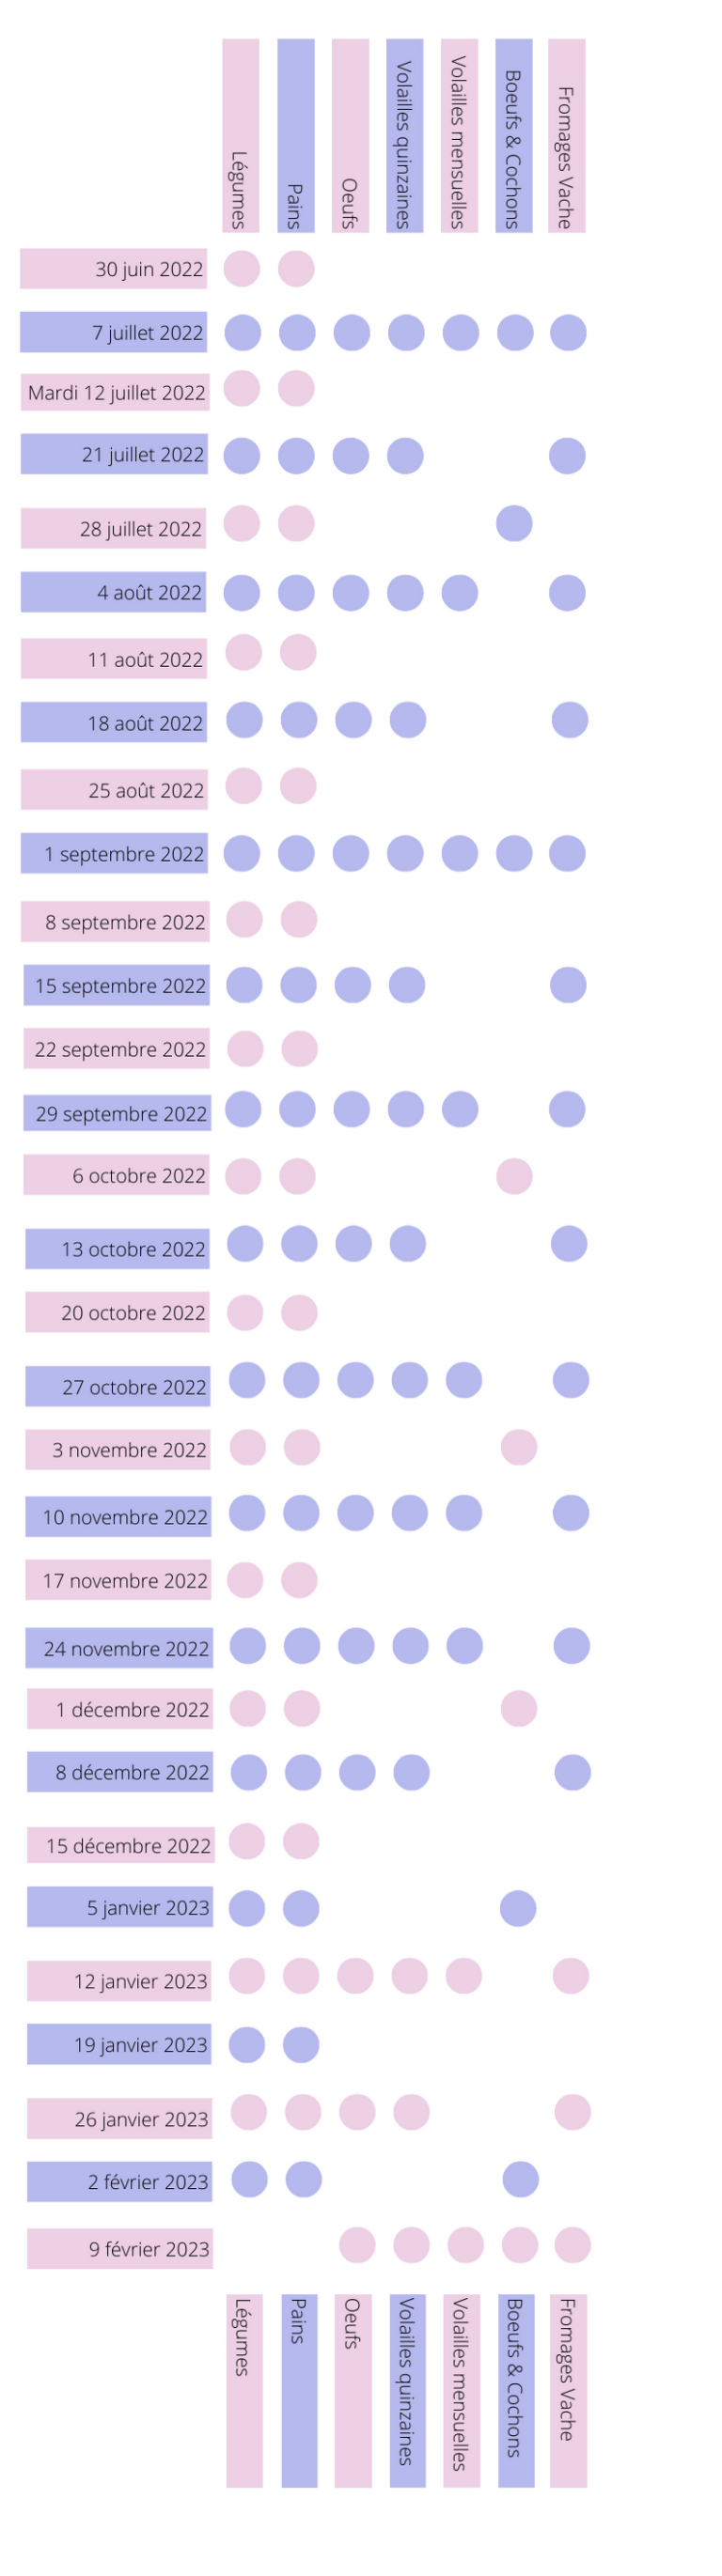 Légumes
Pains
Oeufs
Volailles quinzaines
Volailles mensuelles
Boeufs & Cochons
Fromages Vache
30 juin 2022
7 juillet 2022
Mardi 12 juillet 2022
21 juillet 2022
28 juillet 2022
4 août 2022
11 août 2022
18 août 2022
25 août 2022
1 septembre 2022
8 septembre 2022
15 septembre 2022
22 septembre 2022
29 septembre 2022
6 octobre 2022
13 octobre 2022
20 octobre 2022
27 octobre 2022
3 novembre 2022
10 novembre 2022
17 novembre 2022
24 novembre 2022
1 décembre 2022
8 décembre 2022
15 décembre 2022
5 janvier 2023
12 janvier 2023
19 janvier 2023
26 janvier 2023
2 février 2023
9 février 2023
Légumes
Pains
Oeufs
Volailles quinzaines
Volailles mensuelles
Boeufs & Cochons
Fromages Vache